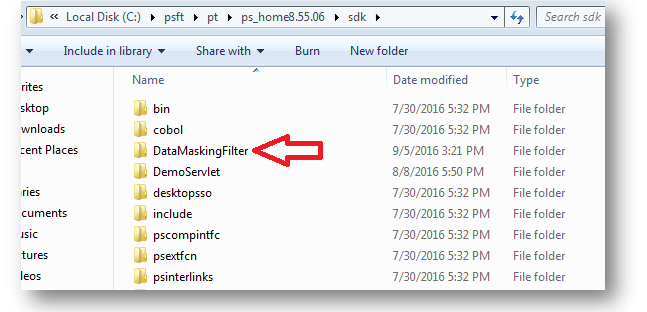 « Local Disk (C:) ▸ psft ▸ pt ▸ ps_home8.55.06 ▸ sdk ▸ Search sdk
Include in library ▾ Share with ▾ Burn New folder
Name Date modified Type
rites bin 7/30/2016 5:32 PM File folder
sktop cobol 7/30/2016 5:32 PM File folder
wnloads DataMaskingFilter 9/5/2016 3:21 PM File folder
cent Places DemoServlet 8/8/2016 5:50 PM File folder
desktopsso 7/30/2016 5:32 PM File folder
ries include 7/30/2016 5:32 PM File folder
cuments pscompintfc 7/30/2016 5:32 PM File folder
usic psextfcn 7/30/2016 5:32 PM File folder
tures psinterlinks 7/30/2016 5:32 PM File folder
deos